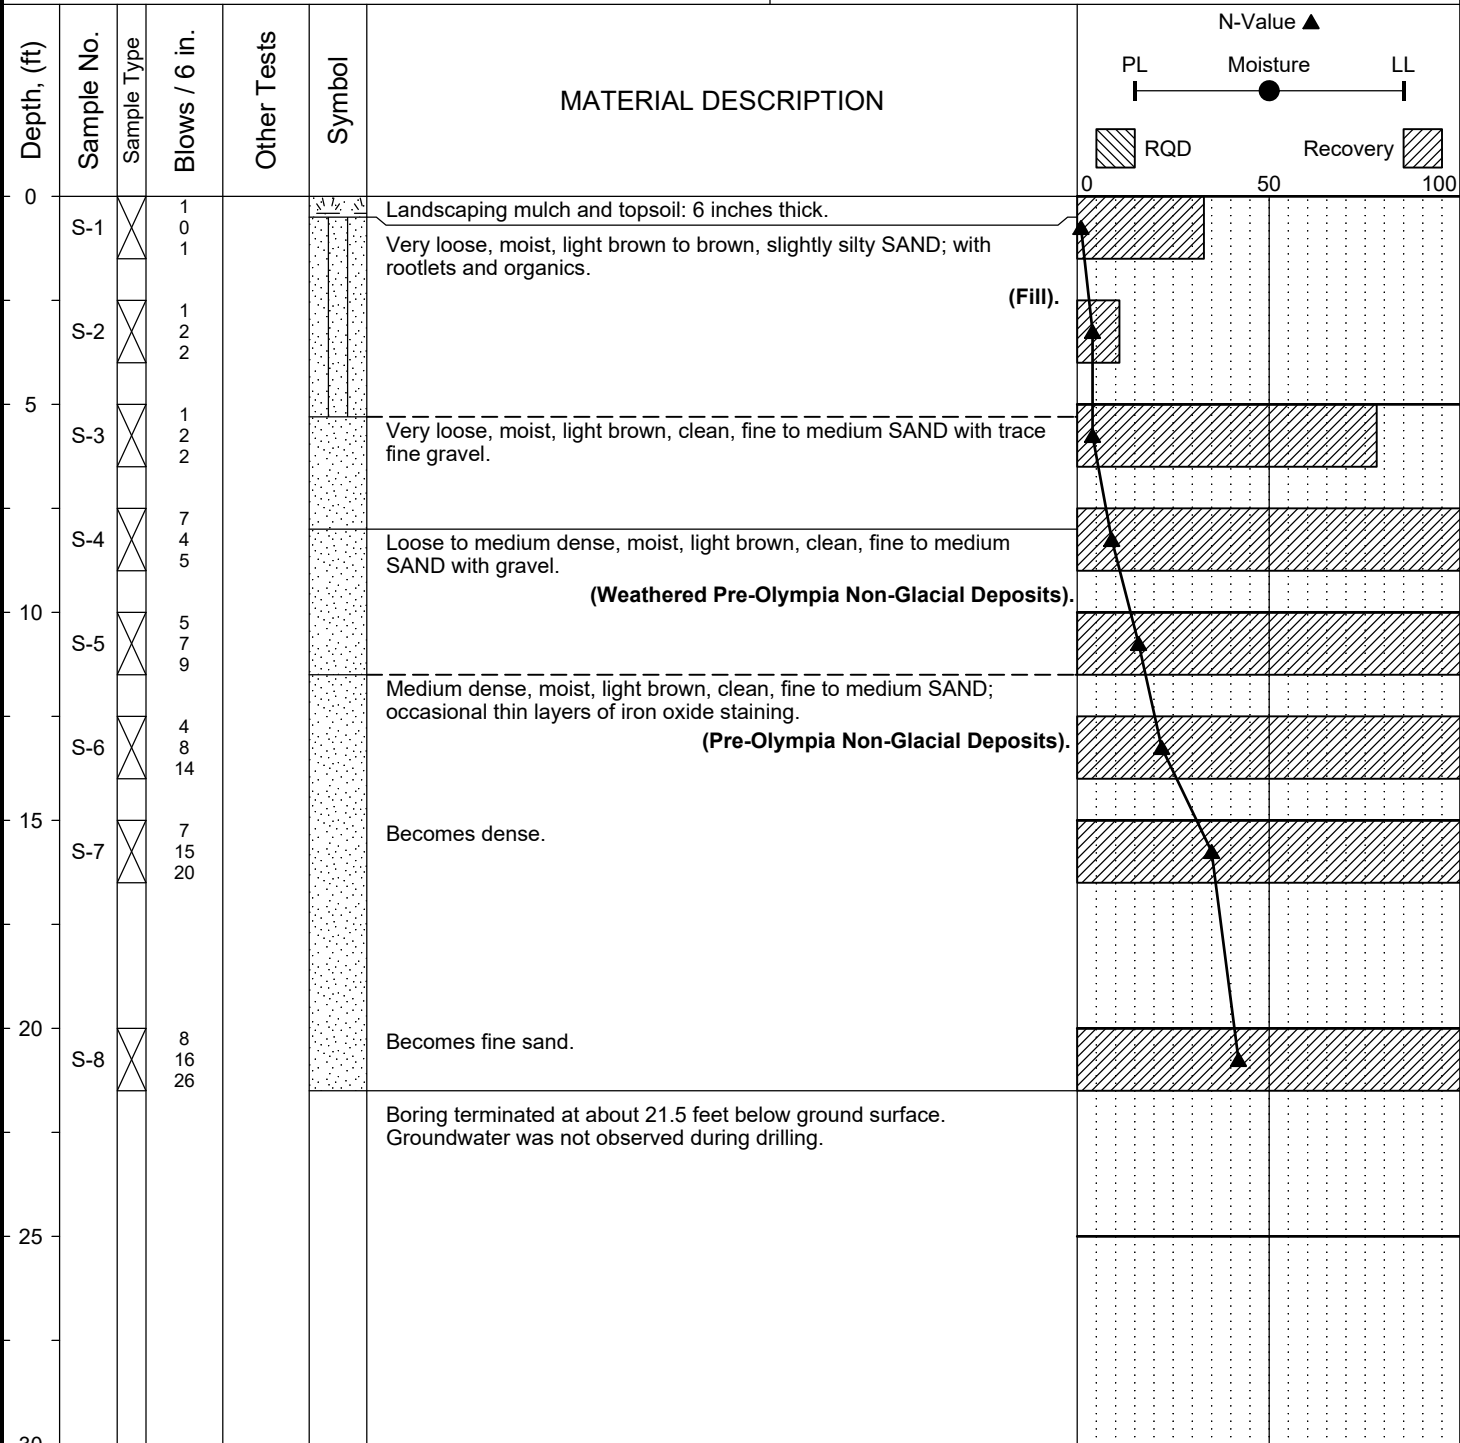 Depth, (ft)
Sample No.
Sample Type
Blows / 6 in.
Other Tests
Symbol
MATERIAL DESCRIPTION
N-Value ▲
PL Moisture LL
RQD Recovery
0 50 100
0
S-1
1
0
1
Landscaping mulch and topsoil: 6 inches thick.
Very loose, moist, light brown to brown, slightly silty SAND; with
rootlets and organics.
(Fill).
S-2
1
2
2
5
S-3
1
2
2
Very loose, moist, light brown, clean, fine to medium SAND with trace
fine gravel.
S-4
7
4
5
Loose to medium dense, moist, light brown, clean, fine to medium
SAND with gravel.
(Weathered Pre-Olympia Non-Glacial Deposits).
10
S-5
5
7
9
Medium dense, moist, light brown, clean, fine to medium SAND;
occasional thin layers of iron oxide staining.
(Pre-Olympia Non-Glacial Deposits).
S-6
4
8
14
15
S-7
7
15
20
Becomes dense.
20
S-8
8
16
26
Becomes fine sand.
Boring terminated at about 21.5 feet below ground surface.
Groundwater was not observed during drilling.
25
30